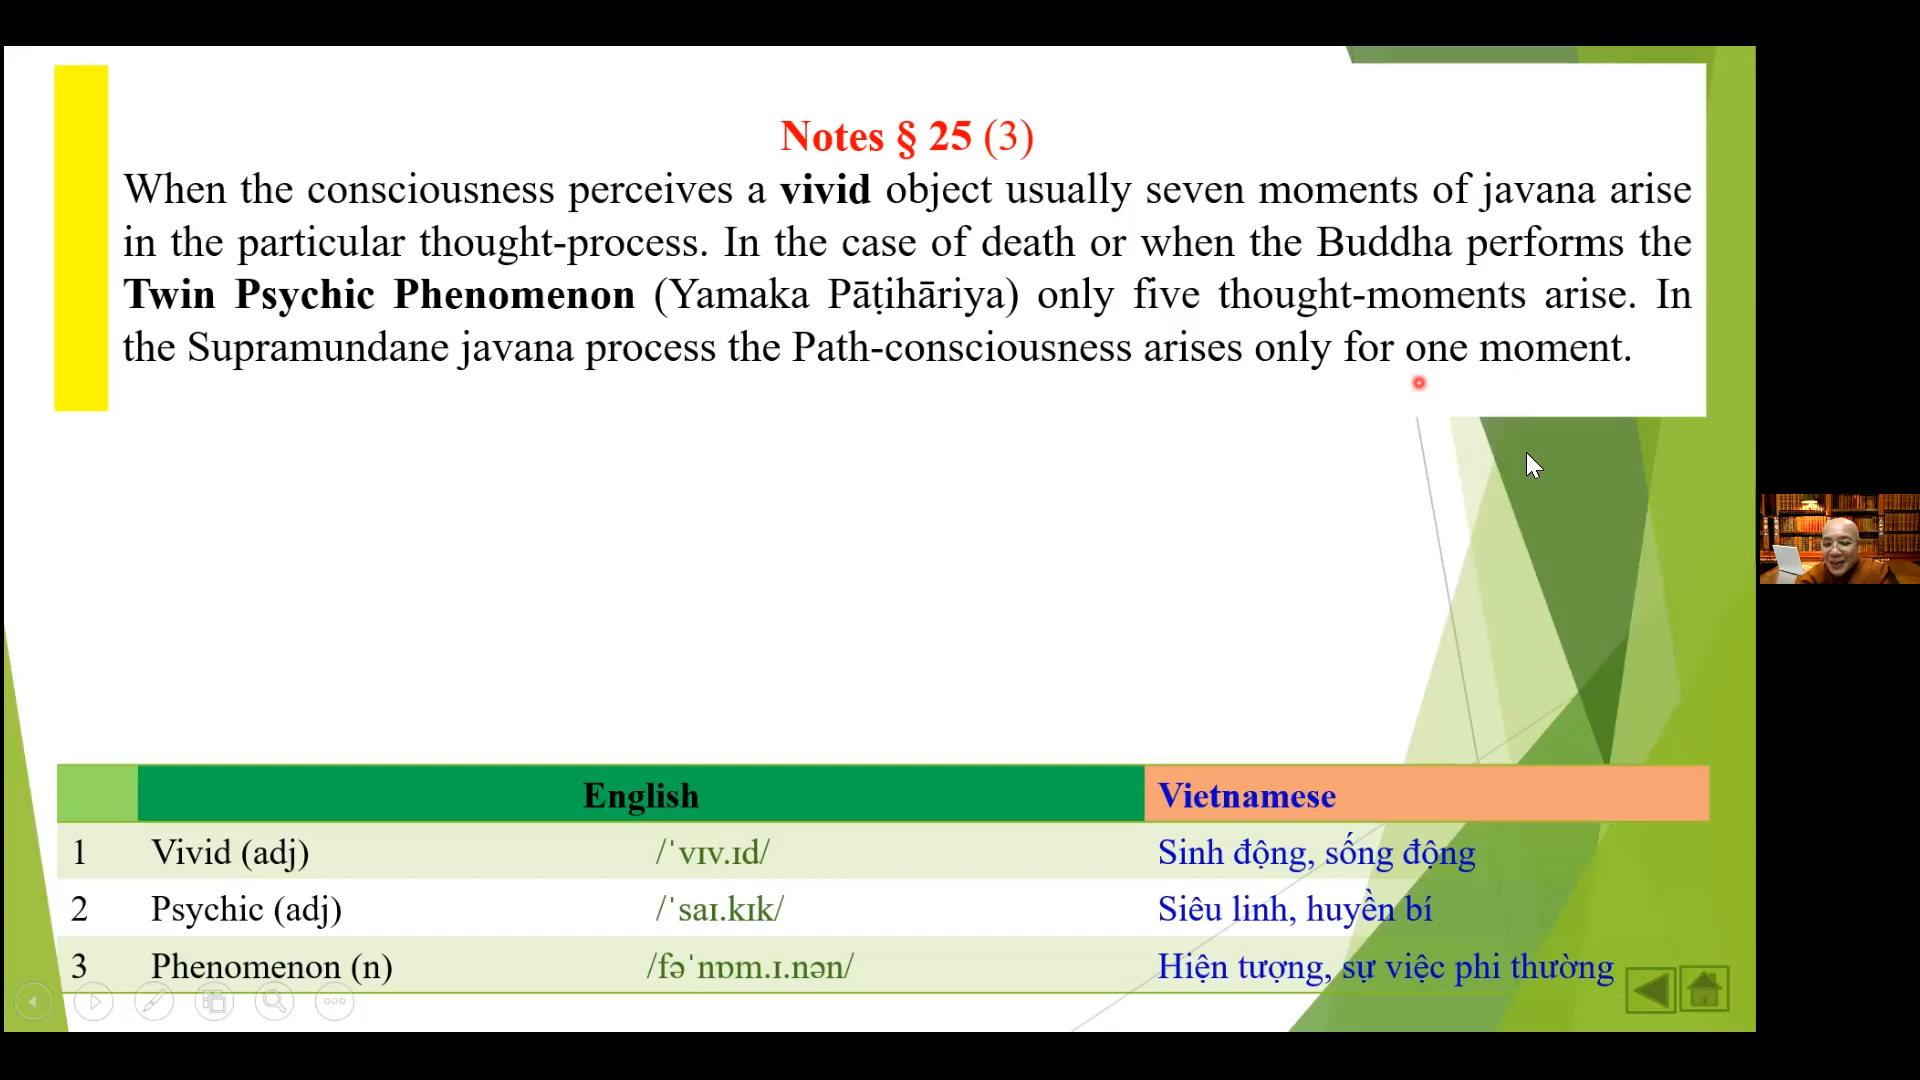 Notes § 25 (3)
When the consciousness perceives a vivid object usually seven moments of javana arise
in the particular thought-process. In the case of death or when the Buddha performs the
Twin Psychic Phenomenon (Yamaka Pāṭihāriya) only five thought-moments arise. In
the Supramundane javana process the Path-consciousness arises only for one moment.
English Vietnamese
1 Vivid (adj) /ˈvɪv.ɪd/ Sinh động, sống động
2 Psychic (adj) /ˈsaɪ.kɪk/ Siêu linh, huyền bí
3 Phenomenon (n) /fəˈnɒm.ɪ.nən/ Hiện tượng, sự việc phi thường